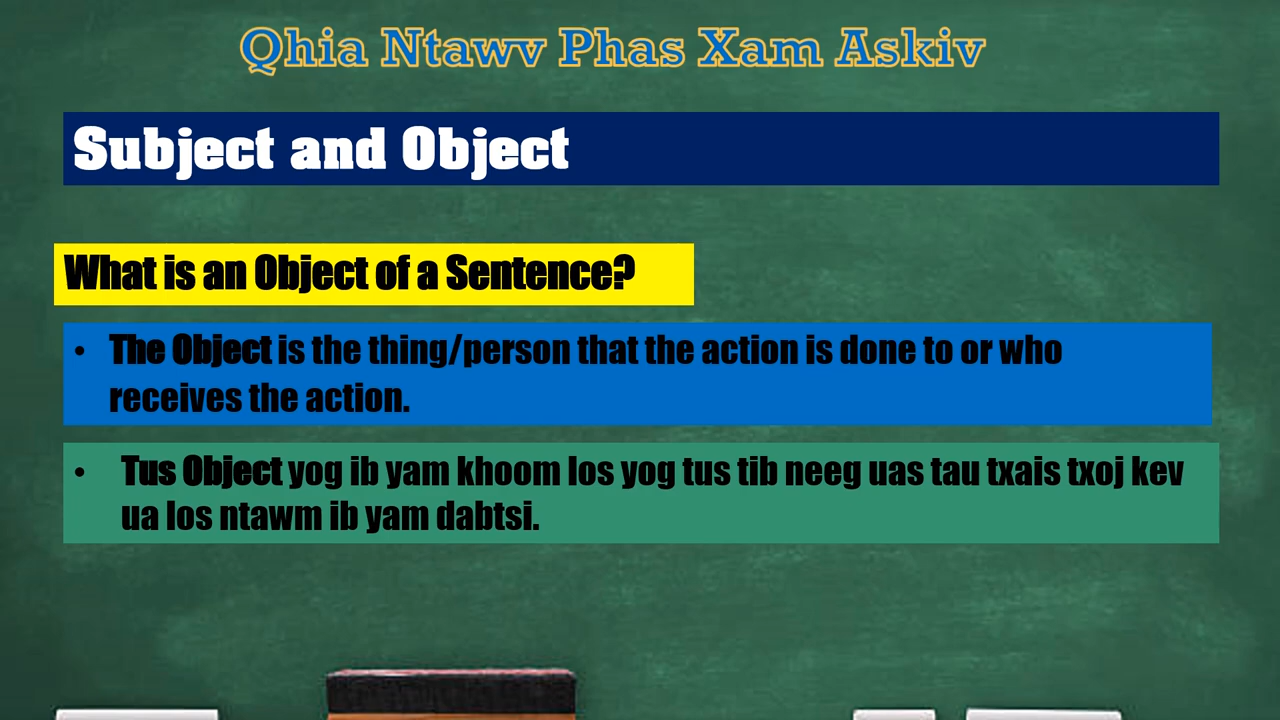 Qhia Ntawv Phas Xam Askiv
Subject and Object
What is an Object of a Sentence?
• The Object is the thing/person that the action is done to or who
receives the action.
• Tus Object yog ib yam khoom los yog tus tib neeg uas tau txais txoj kev
ua los ntawm ib yam dabtsi.